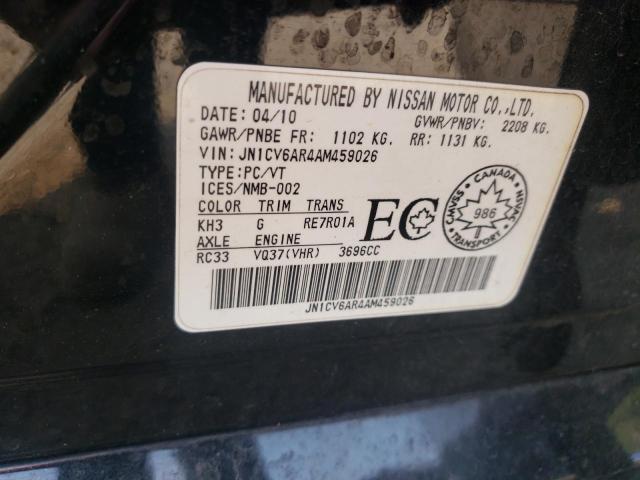 MANUFACTURED BY NISSAN MOTOR CO.,LTD.
DATE: 04/10 GVWR/PNBV: 2208 KG.
GAWR/PNBE FR: 1102 KG. RR: 1131 KG.
VIN: JN1CV6AR4AM459026
TYPE: PC/VT
ICES/NMB-002
COLOR TRIM TRANS
KH3 G RE7R01A
AXLE ENGINE
RC33 VQ37(VHR) 3696CC
EC
CANADA
CMVSS 986 NSVAC
TRANSPORT
JN1CV6AR4AM459026